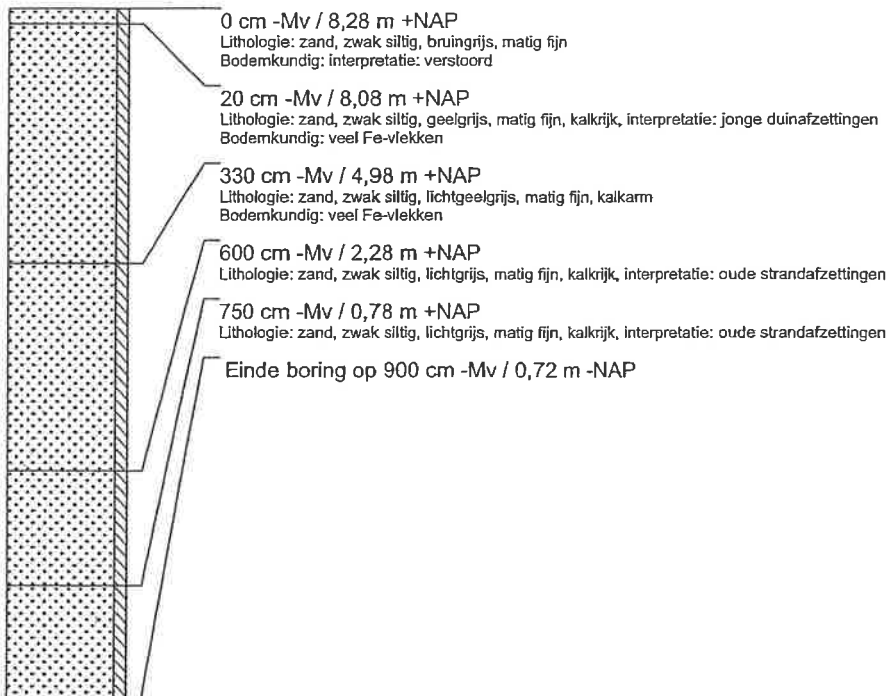 0 cm -Mv / 8,28 m +NAP
Lithologie: zand, zwak siltig, bruingrijs, matig fijn
Bodemkundig: interpretatie: verstoord
20 cm -Mv / 8,08 m +NAP
Lithologie: zand, zwak siltig, geelgrijs, matig fijn, kalkrijk, interpretatie: jonge duinafzettingen
Bodemkundig: veel Fe-vlekken
330 cm -Mv / 4,98 m +NAP
Lithologie: zand, zwak siltig, lichtgeelgrijs, matig fijn, kalkarm
Bodemkundig: veel Fe-vlekken
600 cm -Mv / 2,28 m +NAP
Lithologie: zand, zwak siltig, lichtgrijs, matig fijn, kalkrijk, interpretatie: oude strandafzettingen
750 cm -Mv / 0,78 m +NAP
Lithologie: zand, zwak siltig, lichtgrijs, matig fijn, kalkrijk, interpretatie: oude strandafzettingen
Einde boring op 900 cm -Mv / 0,72 m -NAP